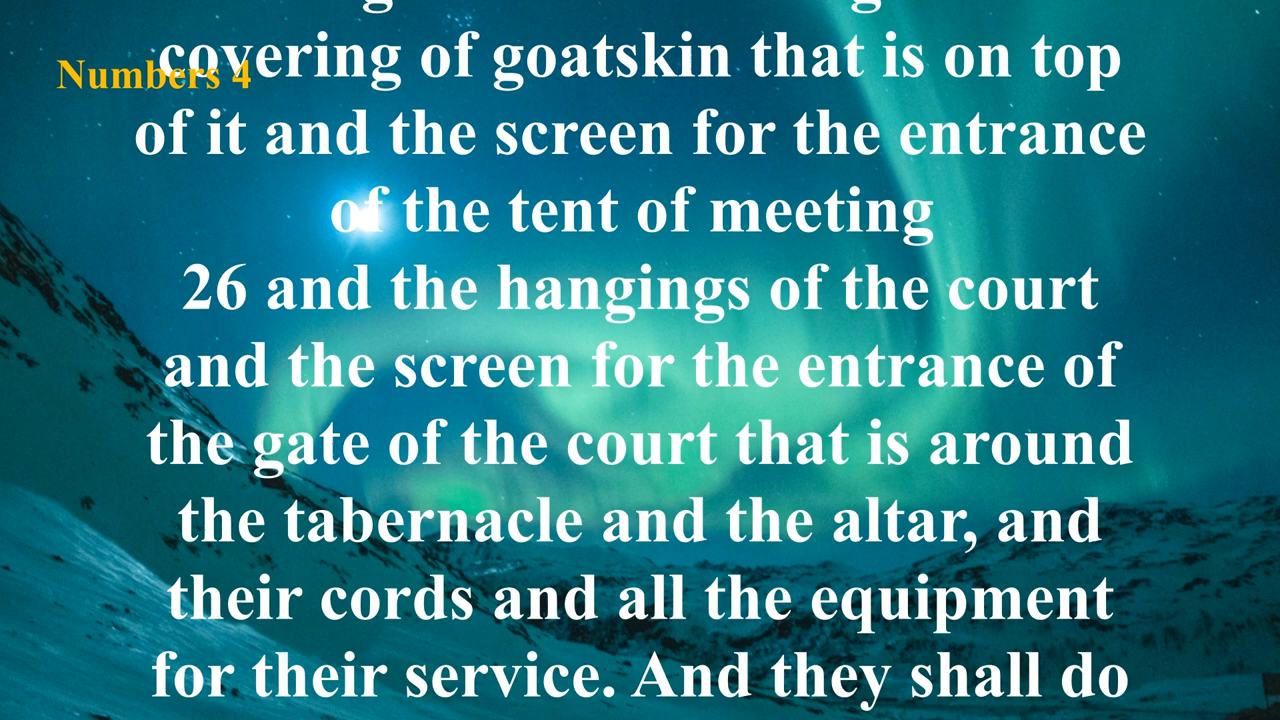 Numbers 4
covering of goatskin that is on top
of it and the screen for the entrance
of the tent of meeting
26 and the hangings of the court
and the screen for the entrance of
the gate of the court that is around
the tabernacle and the altar, and
their cords and all the equipment
for their service. And they shall do